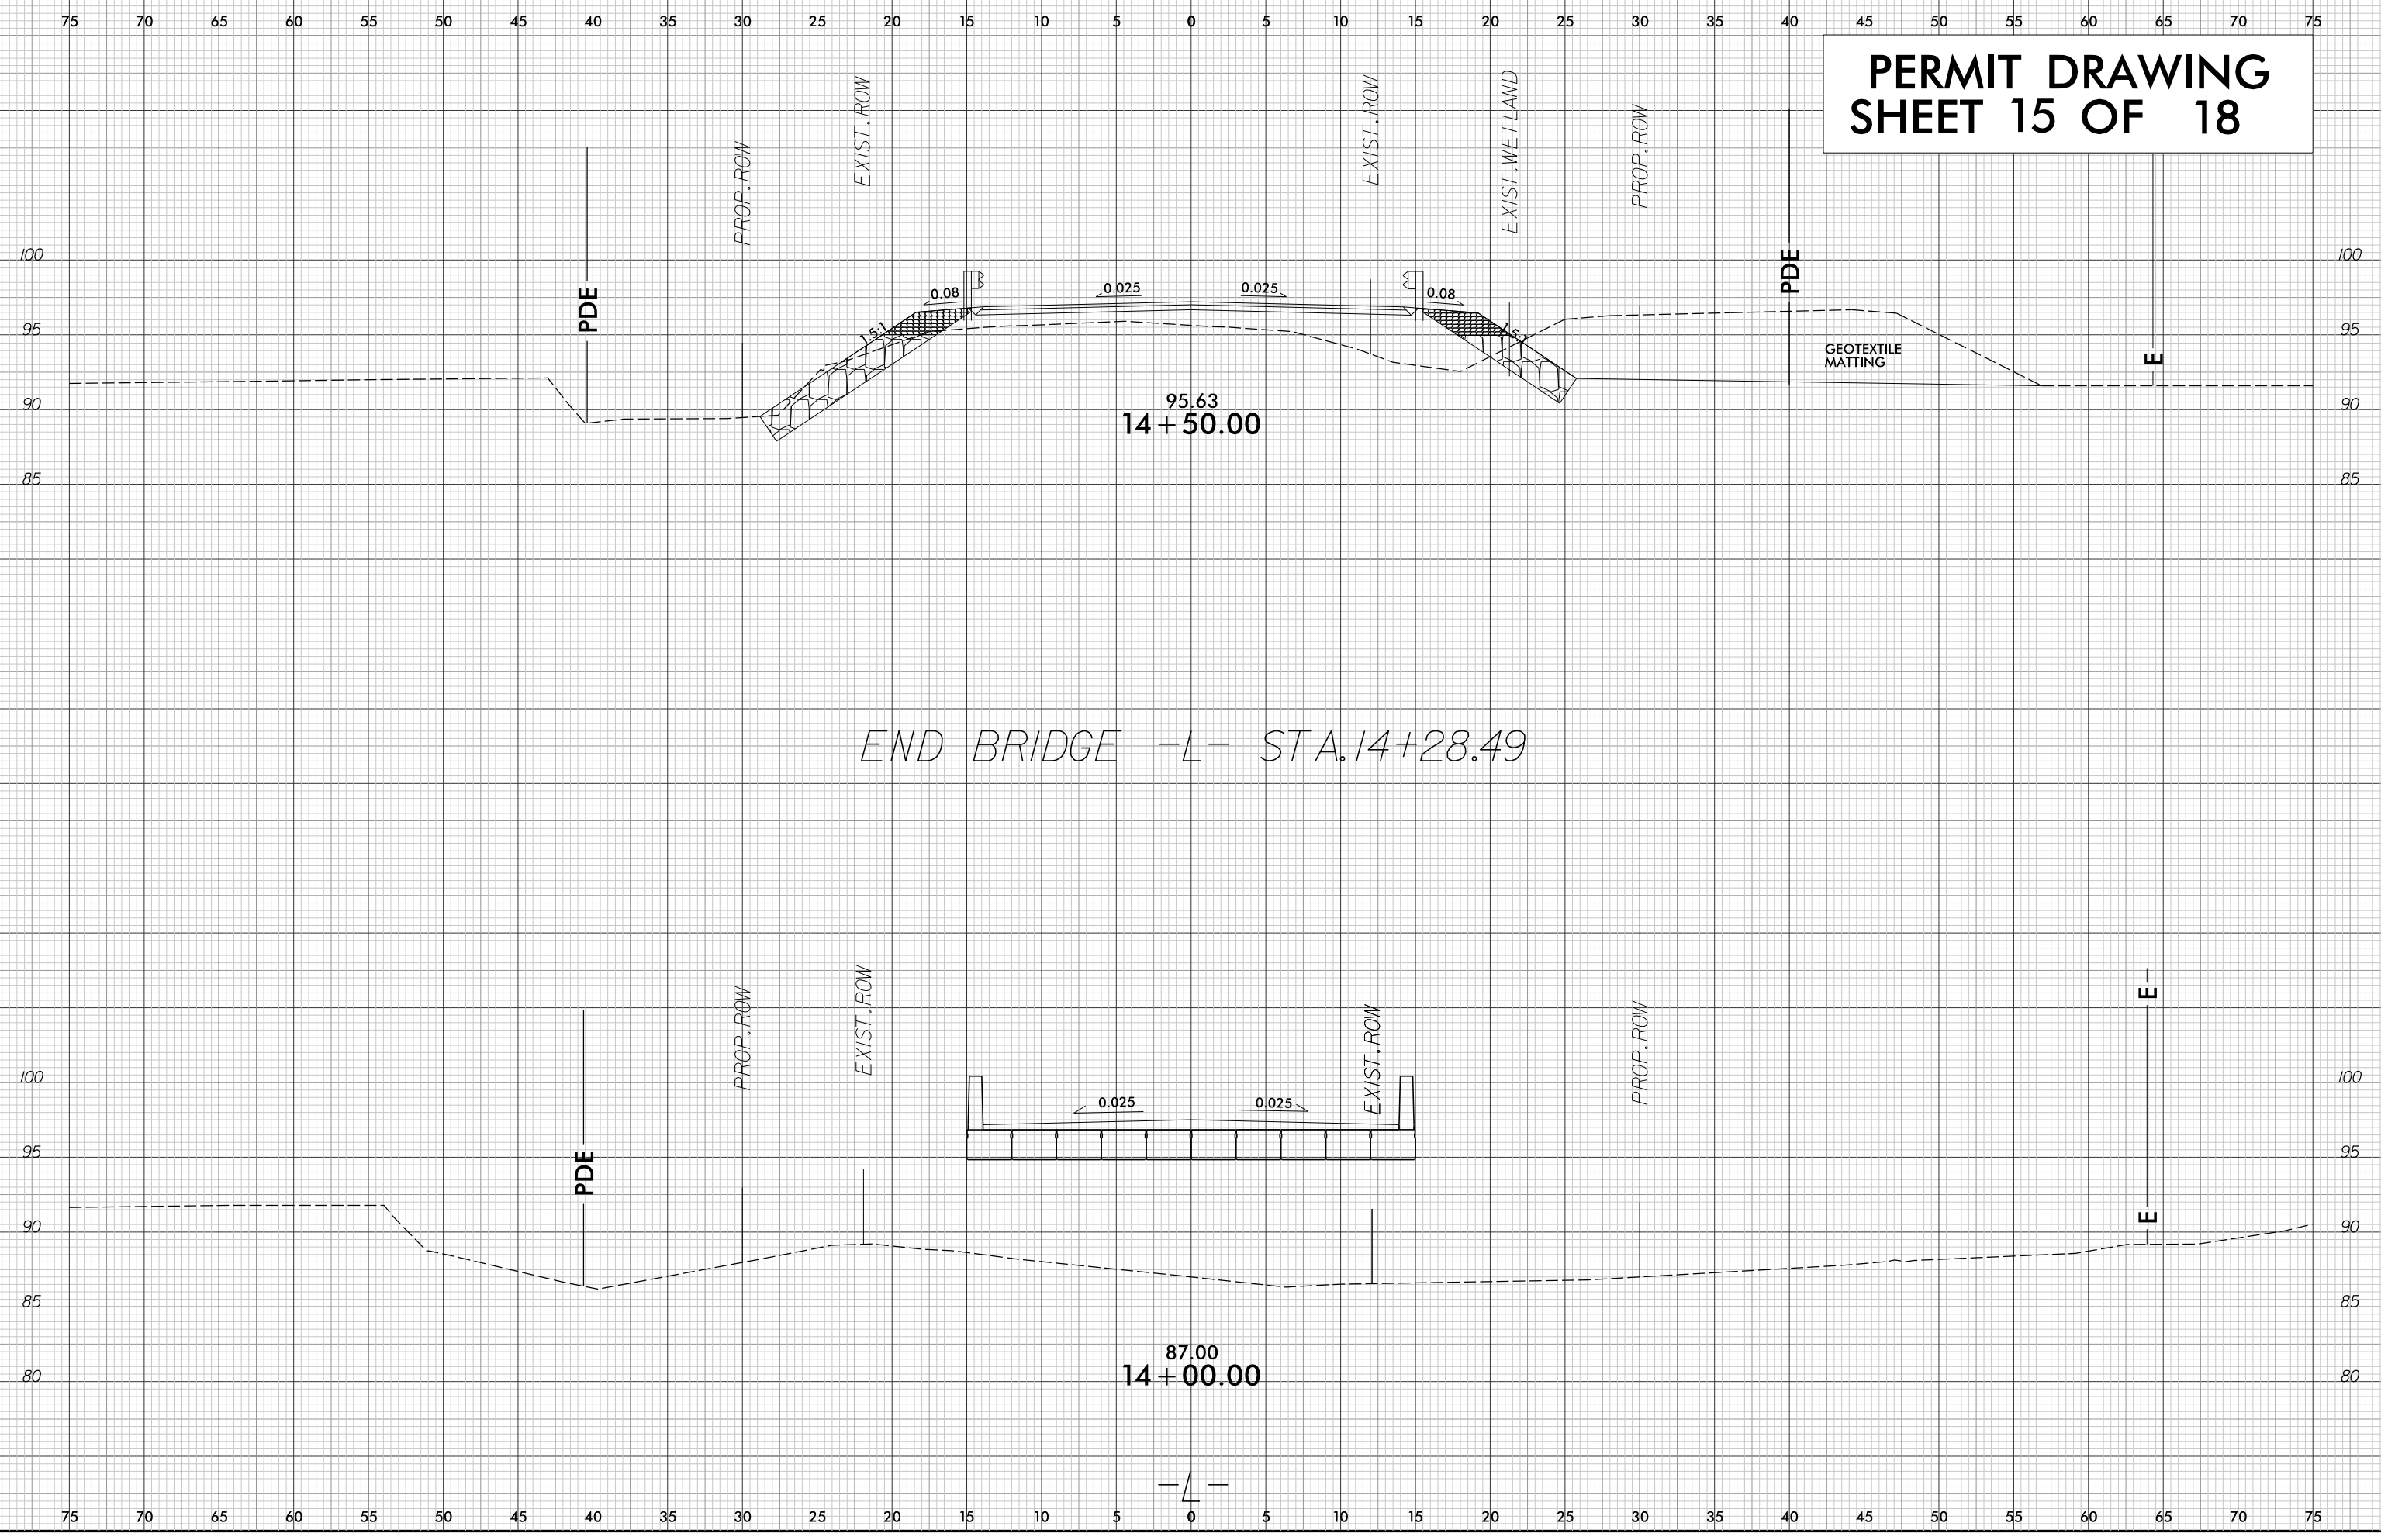 75 70 65 60 55 50 45 40 35 30 25 20 15 10 5 0 5 10 15 20 25 30 35 40 45 50 55 60 65 70 75
PERMIT DRAWING
SHEET 15 OF 18
PROP. ROW
EXIST. ROW
EXIST. ROW
EXIST. WETLAND
PROP. ROW
PDE
PDE
E
100 100
0.08 0.025 0.025 0.08
95 95
1.5:1 1.5:1
GEOTEXTILE
MATTING
90 90
95.63
14+50.00
85 85
END BRIDGE -L- STA. 14+28.49
PROP. ROW
EXIST. ROW
EXIST. ROW
PROP. ROW
E
100 100
0.025 0.025
95 95
PDE
90 90
E
85 85
87.00
14+00.00
80 80
-L-
75 70 65 60 55 50 45 40 35 30 25 20 15 10 5 0 5 10 15 20 25 30 35 40 45 50 55 60 65 70 75